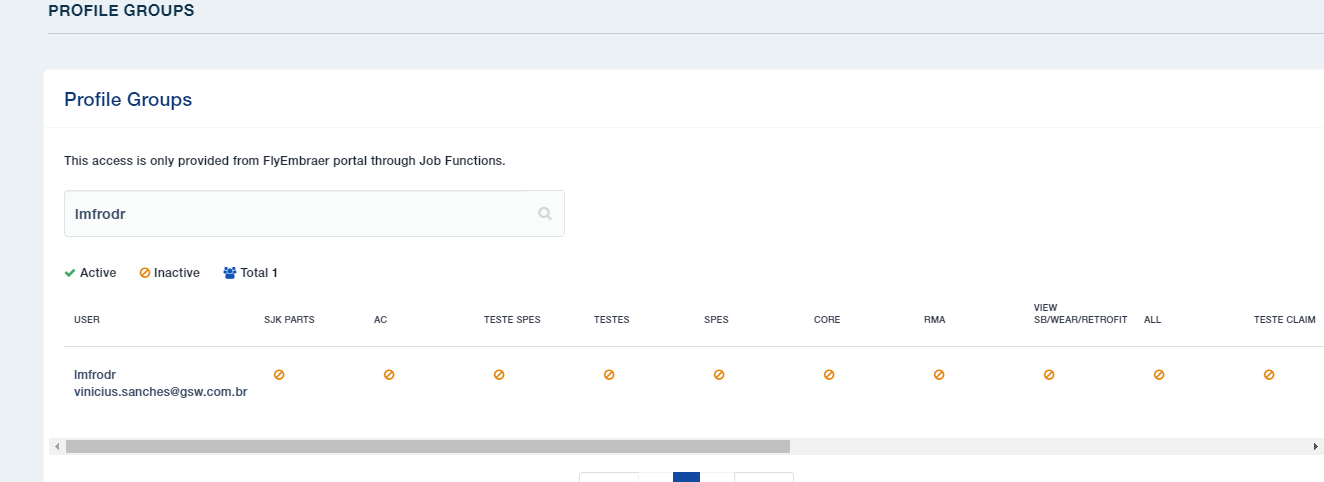 PROFILE GROUPS
Profile Groups
This access is only provided from FlyEmbraer portal through Job Functions.
lmfrodr
Active Inactive Total 1
USER SJK PARTS AC TESTE SPES TESTES SPES CORE RMA VIEW SB/WEAR/RETROFIT ALL TESTE CLAIM
lmfrodr
vinicius.sanches@gsw.com.br